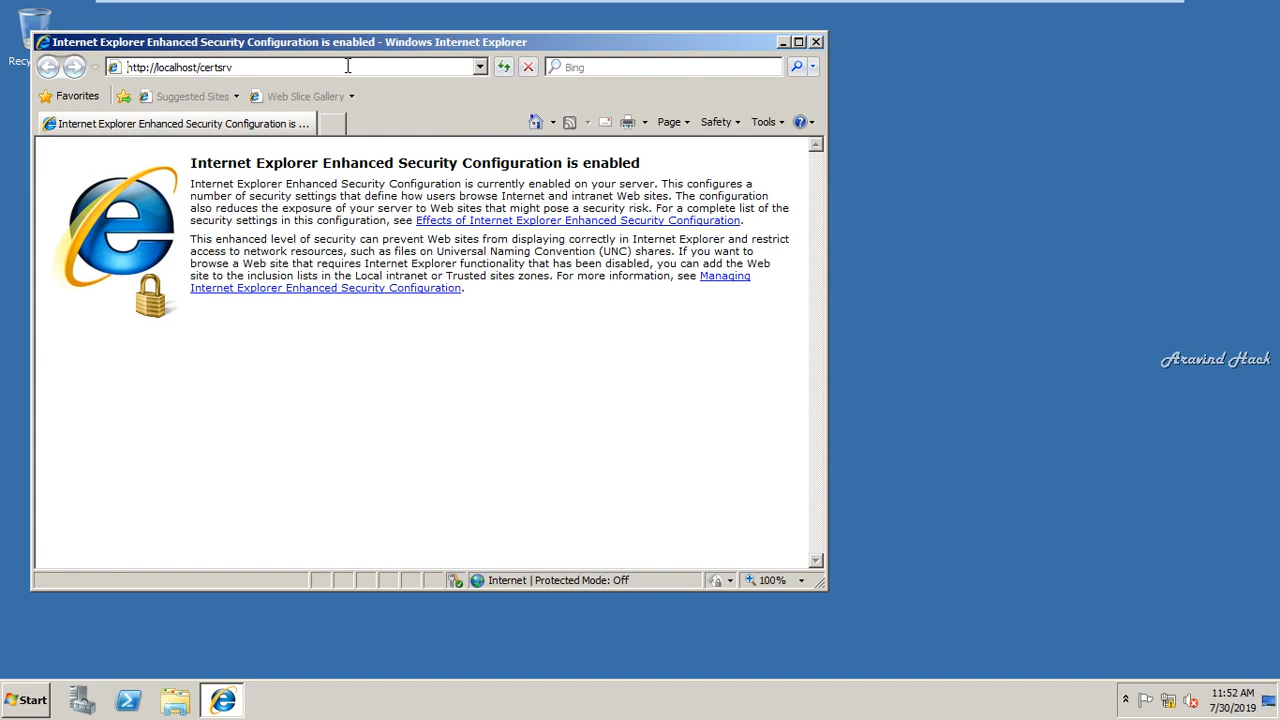 Recy
Internet Explorer Enhanced Security Configuration is enabled - Windows Internet Explorer
http://localhost/certsrv
Bing
Favorites
Suggested Sites
Web Slice Gallery
Internet Explorer Enhanced Security Configuration is ...
Page
Safety
Tools
Internet Explorer Enhanced Security Configuration is enabled
Internet Explorer Enhanced Security Configuration is currently enabled on your server. This configures a
number of security settings that define how users browse Internet and intranet Web sites. The configuration
also reduces the exposure of your server to Web sites that might pose a security risk. For a complete list of the
security settings in this configuration, see Effects of Internet Explorer Enhanced Security Configuration.
This enhanced level of security can prevent Web sites from displaying correctly in Internet Explorer and restrict
access to network resources, such as files on Universal Naming Convention (UNC) shares. If you want to
browse a Web site that requires Internet Explorer functionality that has been disabled, you can add the Web
site to the inclusion lists in the Local intranet or Trusted sites zones. For more information, see Managing
Internet Explorer Enhanced Security Configuration.
Aravind Hack
Internet | Protected Mode: Off
100%
Start
11:52 AM
7/30/2019